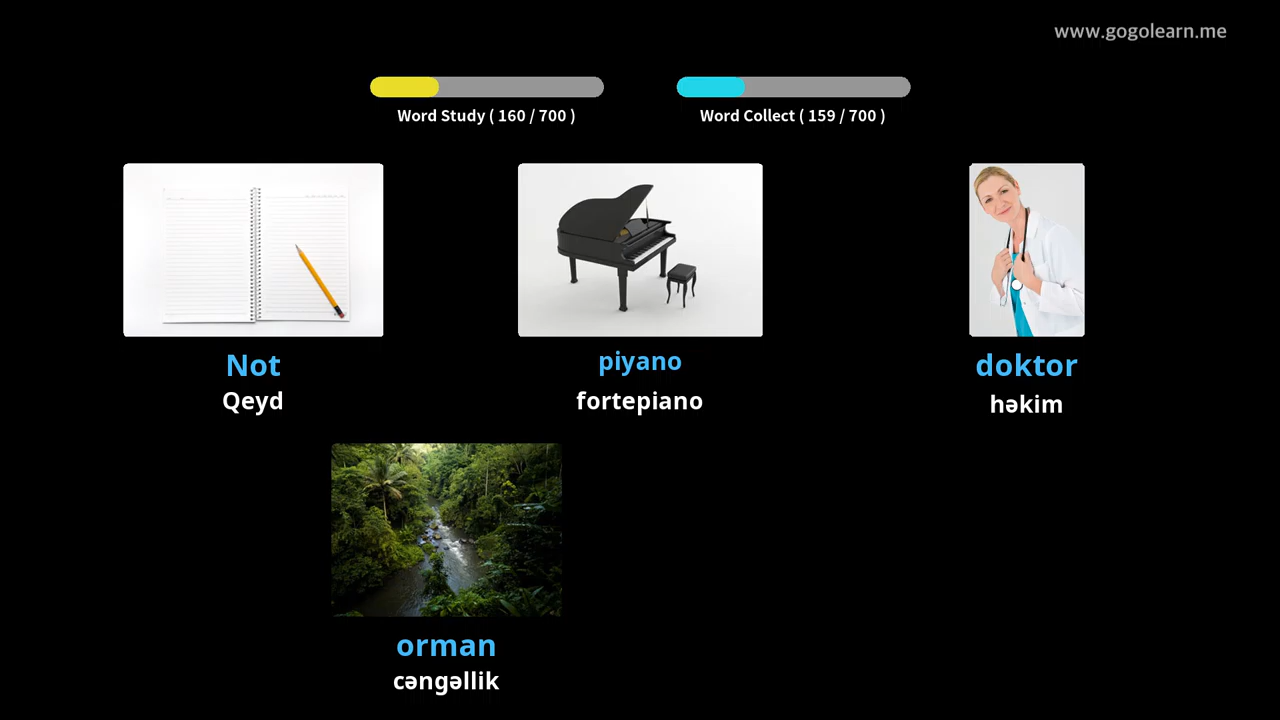 www.gogolearn.me
Word Study ( 160 / 700 )
Word Collect ( 159 / 700 )
Not
Qeyd
piyano
fortepiano
doktor
həkim
orman
cəngəllik